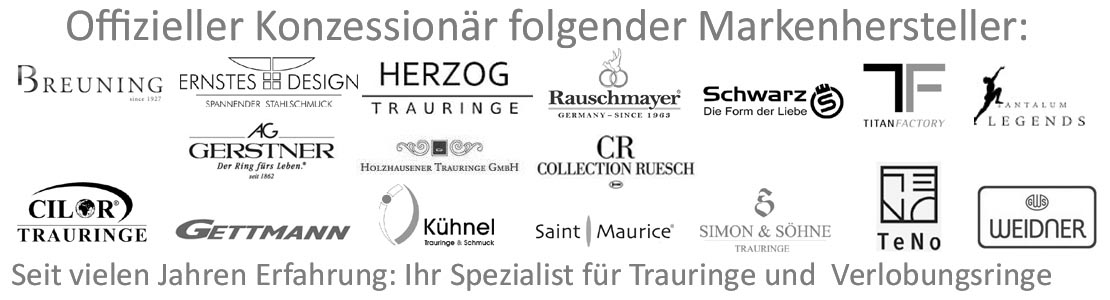 Offizieller Konzessionär folgender Markenhersteller:
BREUNING
since 1927
ERNSTES DESIGN
SPANNENDER STAHLSCHMUCK
HERZOG
TRAURINGE
Rauschmayer®
GERMANY – SINCE 1963
Schwarz
Die Form der Liebe
TF
TITANFACTORY
TANTALUM
LEGENDS
AG
GERSTNER
Der Ring fürs Leben.®
seit 1862
HOLZHAUSENER TRAURINGE GMBH
CR
COLLECTION RUESCH
CILOR®
TRAURINGE
GETTMANN
Kühnel
Trauringe & Schmuck
Saint Maurice®
S
SIMON & SÖHNE
TRAURINGE
TENO
TeNo
GWS
WEIDNER
Seit vielen Jahren Erfahrung: Ihr Spezialist für Trauringe und Verlobungsringe